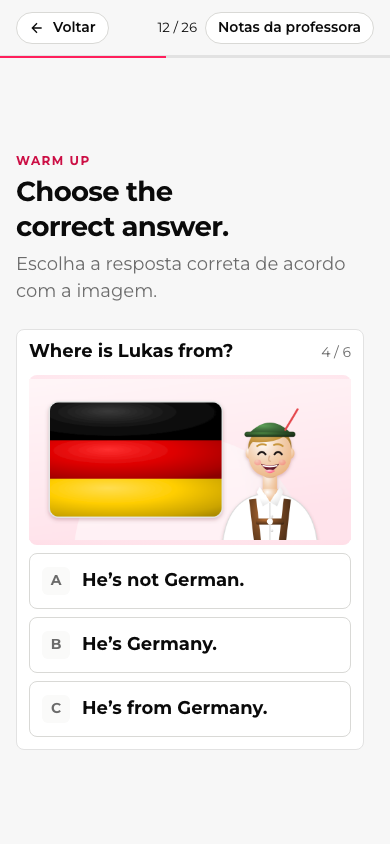 Voltar
12 / 26
Notas da professora
WARM UP
Choose the
correct answer.
Escolha a resposta correta de acordo
com a imagem.
Where is Lukas from?
4 / 6
A He’s not German.
B He’s Germany.
C He’s from Germany.